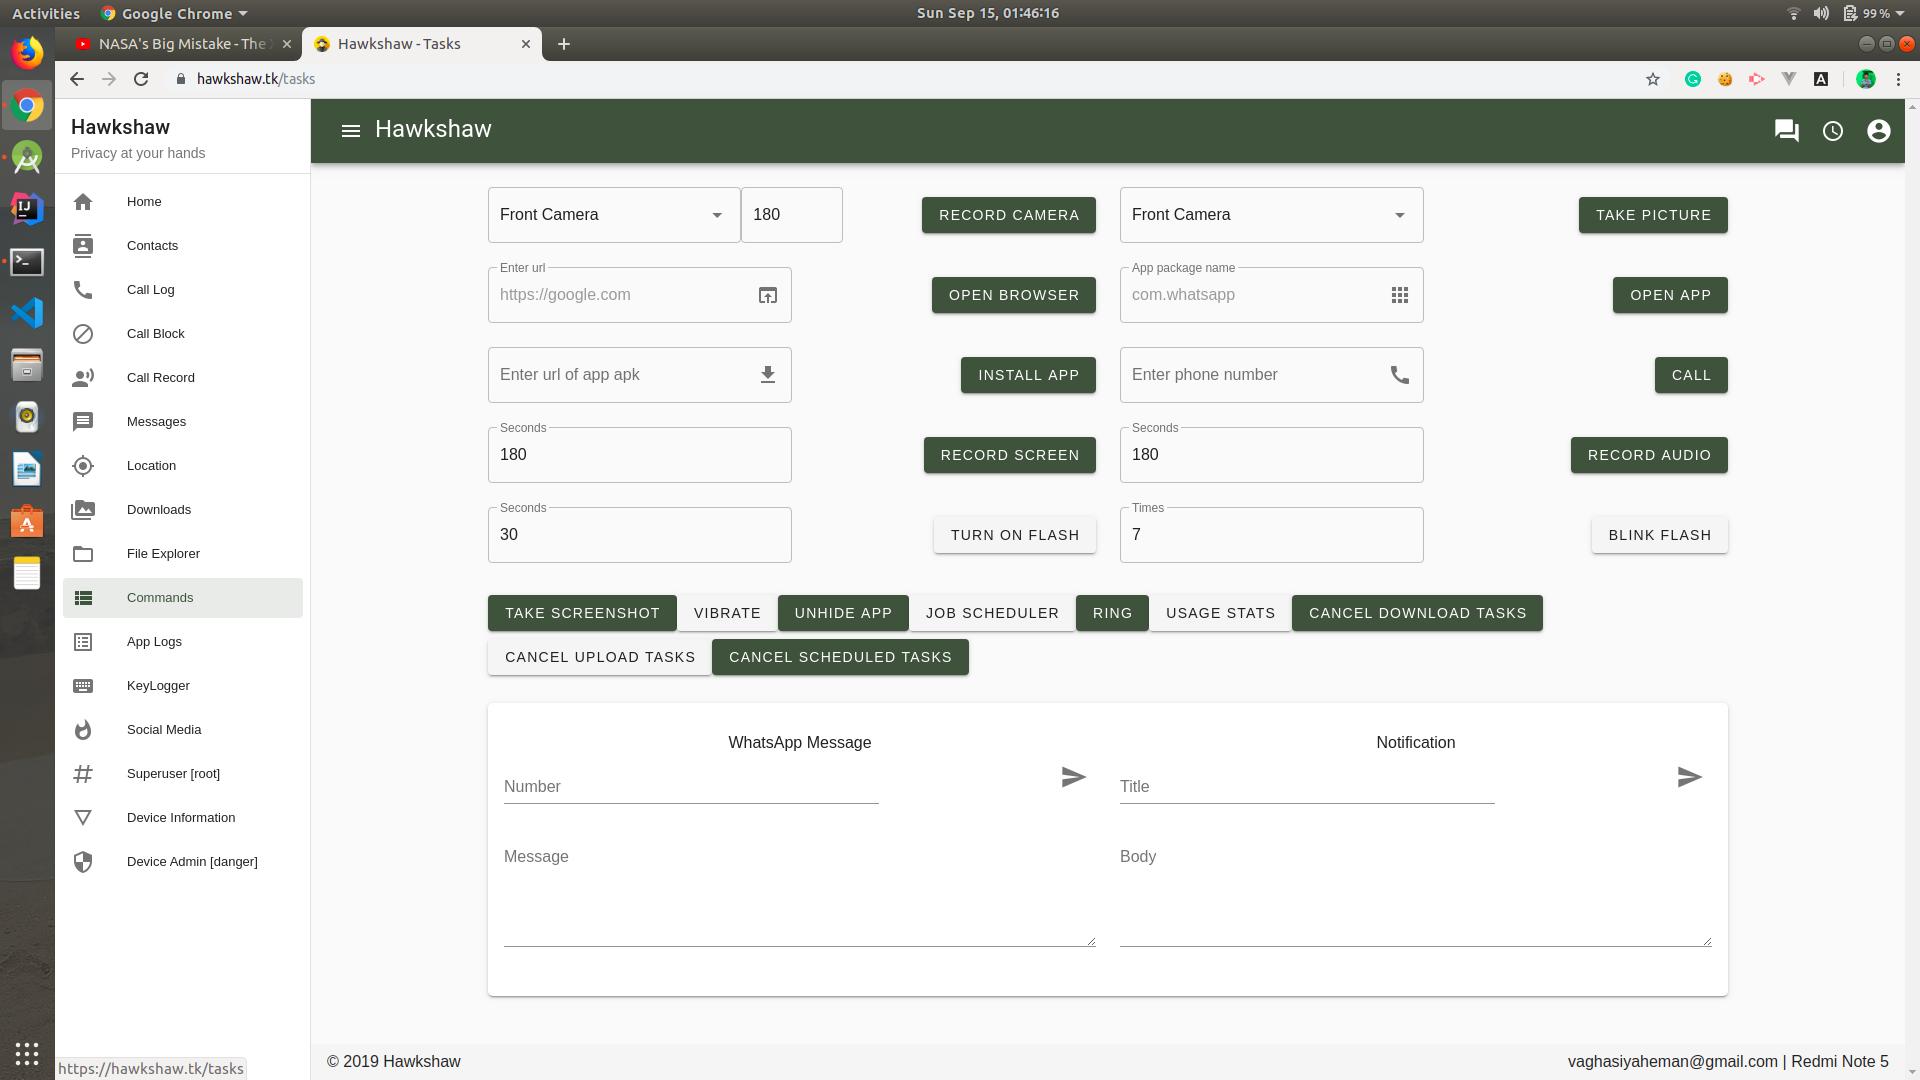 Activities Google Chrome Sun Sep 15, 01:46:16 99 %
NASA's Big Mistake - The Hawkshaw - Tasks
hawkshaw.tk/tasks
Hawkshaw
Privacy at your hands
Home
Contacts
Call Log
Call Block
Call Record
Messages
Location
Downloads
File Explorer
Commands
App Logs
KeyLogger
Social Media
Superuser [root]
Device Information
Device Admin [danger]
https://hawkshaw.tk/tasks
Hawkshaw
Front Camera 180 RECORD CAMERA Front Camera TAKE PICTURE
Enter url App package name
https://google.com OPEN BROWSER com.whatsapp OPEN APP
Enter url of app apk INSTALL APP Enter phone number CALL
Seconds Seconds
180 RECORD SCREEN 180 RECORD AUDIO
Seconds Times
30 TURN ON FLASH 7 BLINK FLASH
TAKE SCREENSHOT VIBRATE UNHIDE APP JOB SCHEDULER RING USAGE STATS CANCEL DOWNLOAD TASKS
CANCEL UPLOAD TASKS CANCEL SCHEDULED TASKS
WhatsApp Message Notification
Number Title
Message Body
© 2019 Hawkshaw vaghasiyaheman@gmail.com | Redmi Note 5